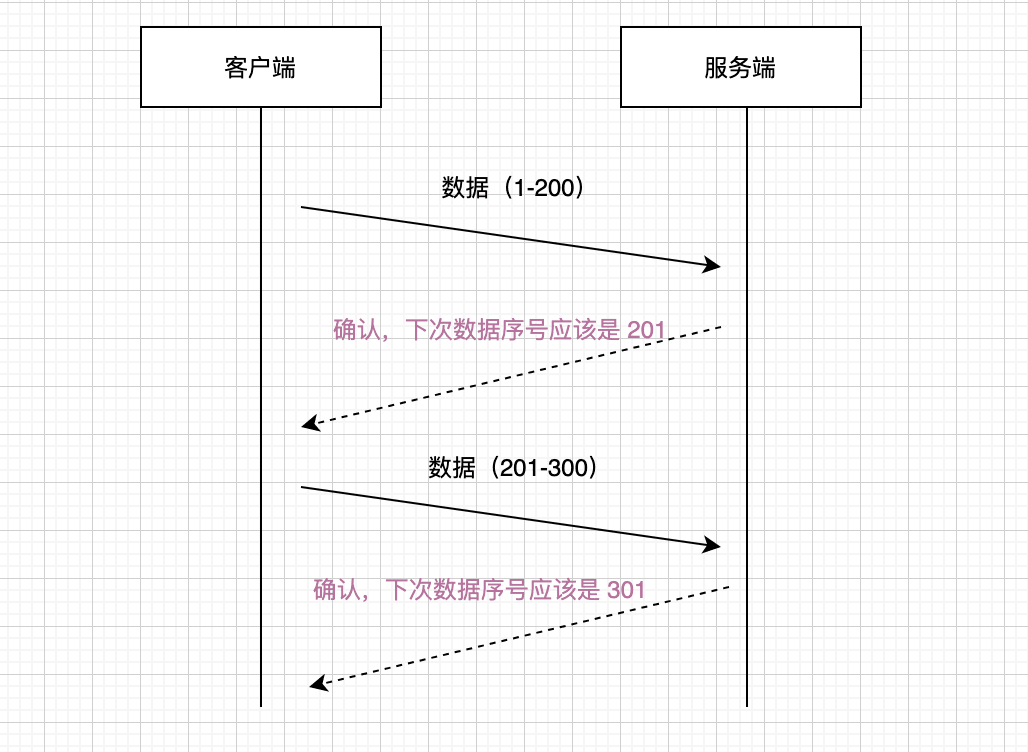 客户端
服务端
数据（1-200）
确认，下次数据序号应该是 201
数据（201-300）
确认，下次数据序号应该是 301